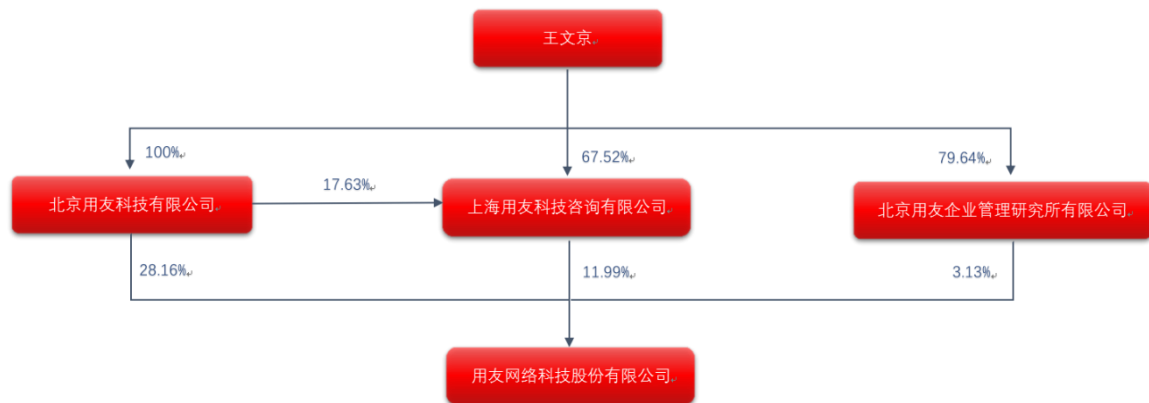 王文京
100%
67.52%
79.64%
北京用友科技有限公司
17.63%
上海用友科技咨询有限公司
北京用友企业管理研究所有限公司
28.16%
11.99%
3.13%
用友网络科技股份有限公司